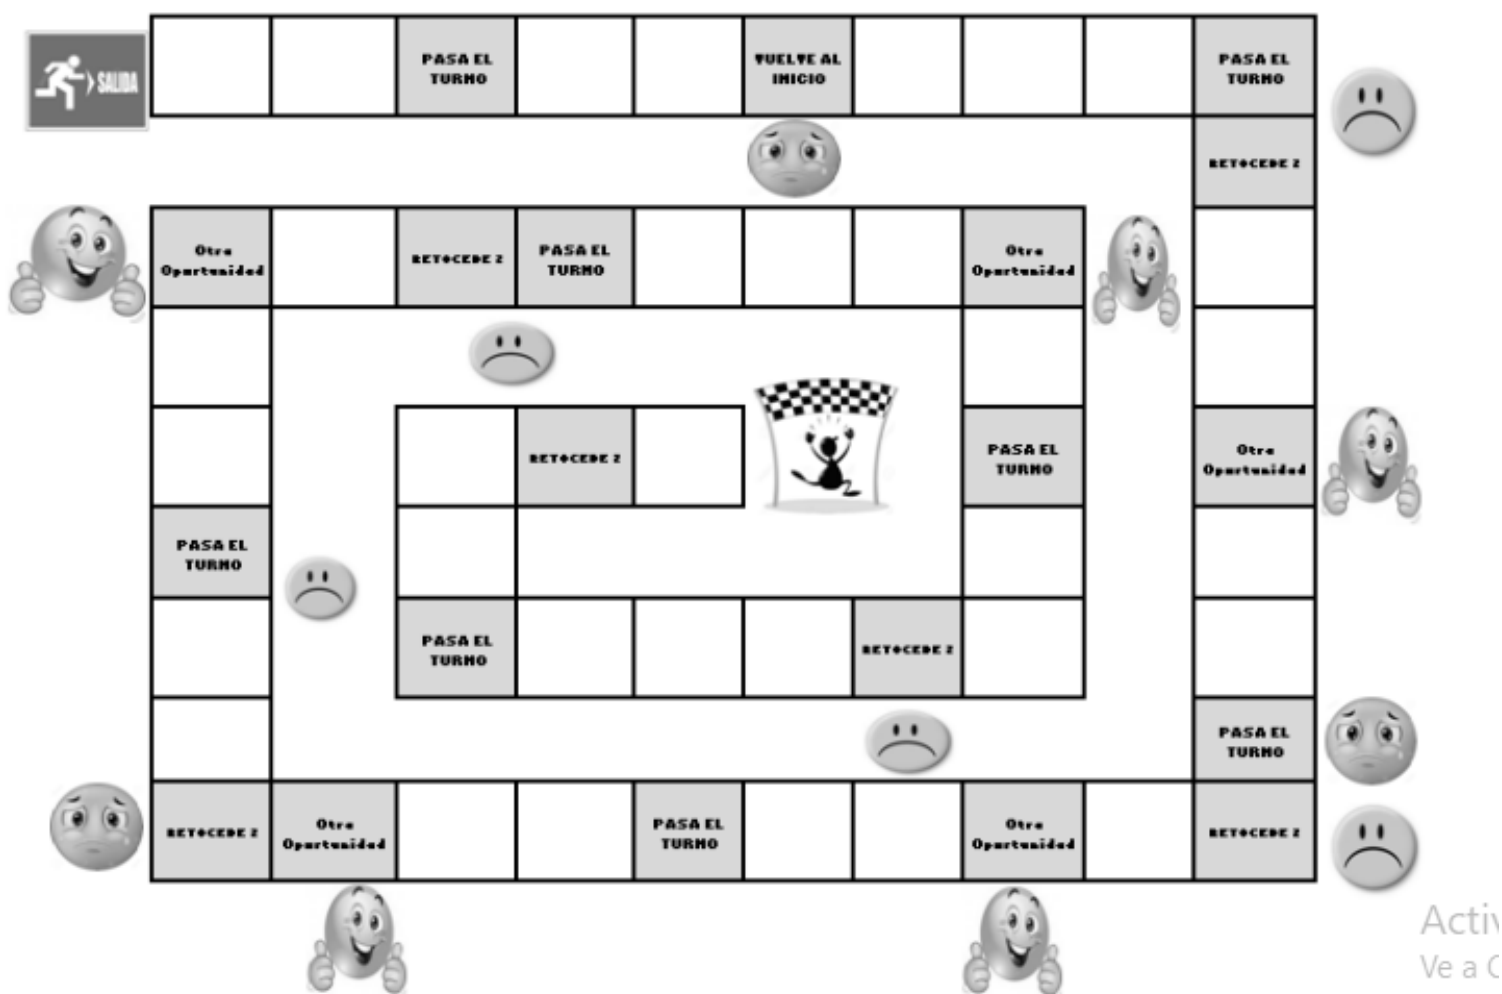 SALIDA
PASA EL
TURNO
VUELVE AL
INICIO
PASA EL
TURNO
RETOCEDE 2
Otra
Oportunidad
RETOCEDE 2
PASA EL
TURNO
Otra
Oportunidad
RETOCEDE 2
PASA EL
TURNO
Otra
Oportunidad
PASA EL
TURNO
PASA EL
TURNO
RETOCEDE 2
PASA EL
TURNO
RETOCEDE 2
Otra
Oportunidad
PASA EL
TURNO
Otra
Oportunidad
RETOCEDE 2
Activ
Ve a C